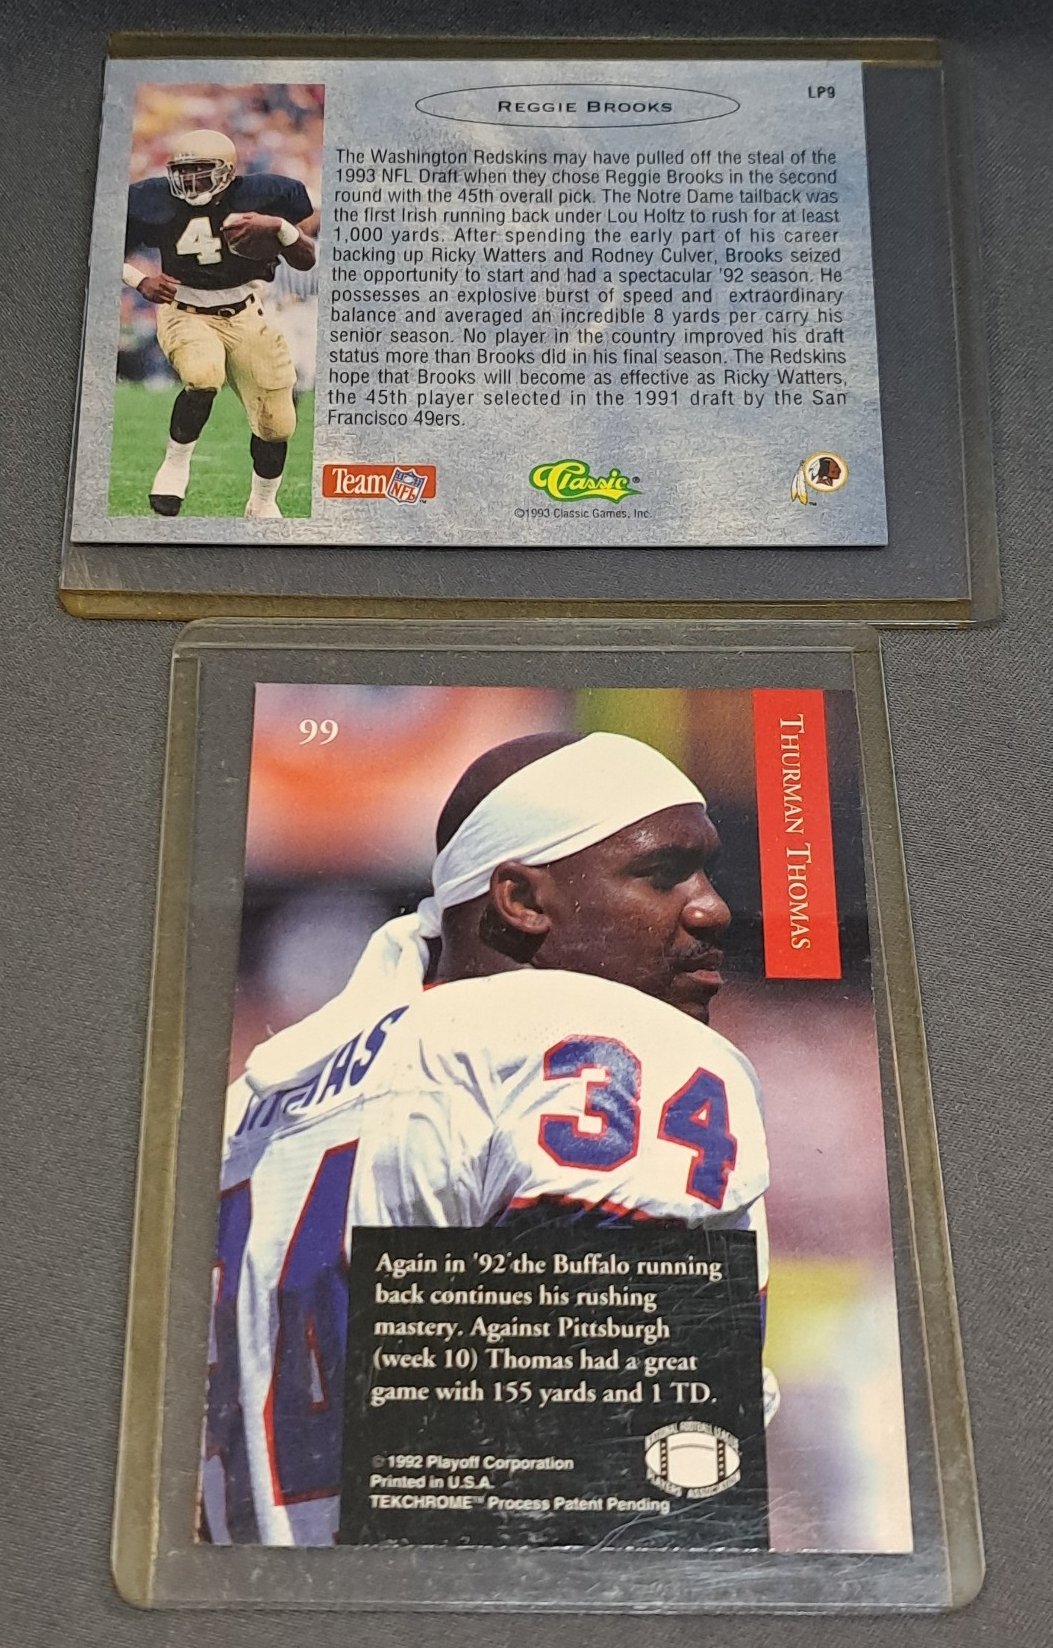 REGGIE BROOKS
LP9
The Washington Redskins may have pulled off the steal of the
1993 NFL Draft when they chose Reggie Brooks in the second
round with the 45th overall pick. The Notre Dame tailback was
the first Irish running back under Lou Holtz to rush for at least
1,000 yards. After spending the early part of his career
backing up Ricky Watters and Rodney Culver, Brooks seized
the opportunity to start and had a spectacular '92 season. He
possesses an explosive burst of speed and extraordinary
balance and averaged an incredible 8 yards per carry his
senior season. No player in the country improved his draft
status more than Brooks did in his final season. The Redskins
hope that Brooks will become as effective as Ricky Watters,
the 45th player selected in the 1991 draft by the San
Francisco 49ers.
4
Team NFL™
Classic®
©1993 Classic Games, Inc.
™
99
THURMAN THOMAS
MAS
34
Again in '92 the Buffalo running
back continues his rushing
mastery. Against Pittsburgh
(week 10) Thomas had a great
game with 155 yards and 1 TD.
©1992 Playoff Corporation
Printed in U.S.A.
TEKCHROME™ Process Patent Pending
NATIONAL FOOTBALL LEAGUE
PLAYERS ASSOCIATION